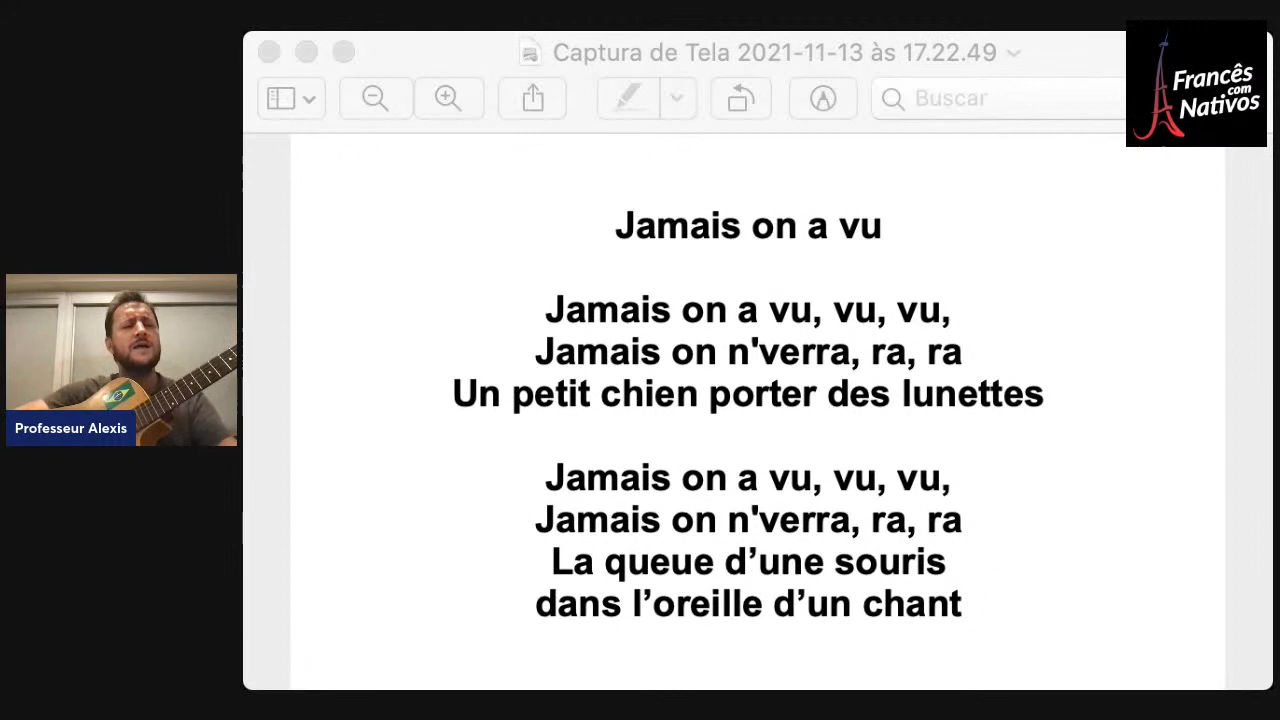 Captura de Tela 2021-11-13 às 17.22.49
Buscar
Francês
com
Nativos
Jamais on a vu
Jamais on a vu, vu, vu,
Jamais on n'verra, ra, ra
Un petit chien porter des lunettes
Jamais on a vu, vu, vu,
Jamais on n'verra, ra, ra
La queue d’une souris
dans l’oreille d’un chant
Professeur Alexis